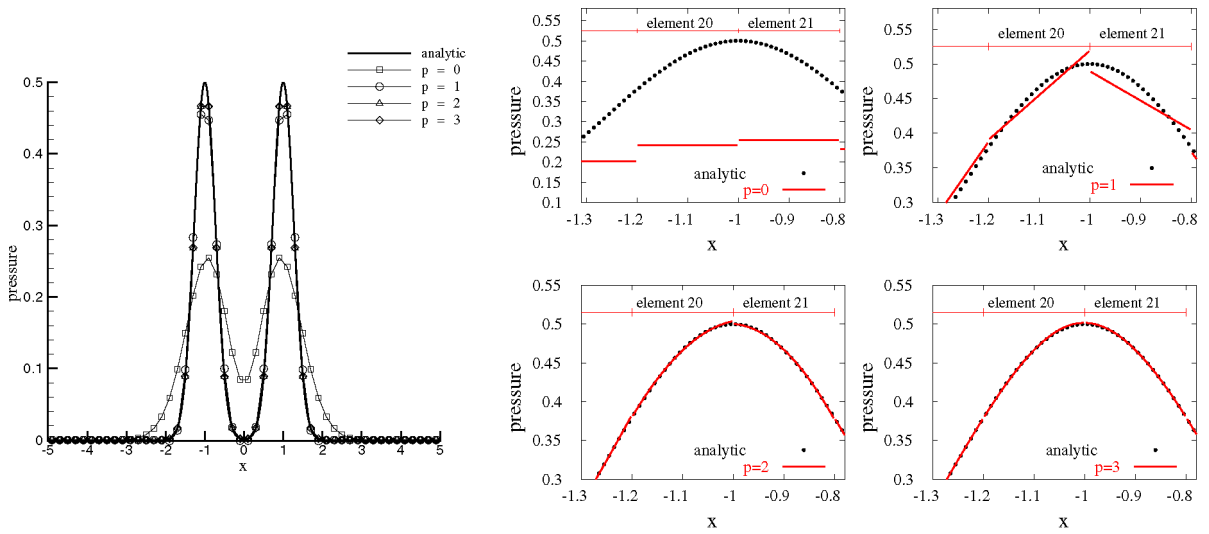 analytic
p = 0
p = 1
p = 2
p = 3
0.5
0.4
0.3
0.2
0.1
0
pressure
-5 -4 -3 -2 -1 0 1 2 3 4 5
x
element 20 element 21
0.55
0.5
0.45
0.4
0.35
0.3
0.25
0.2
0.15
0.1
pressure
analytic
p=0
-1.3 -1.2 -1.1 -1 -0.9 -0.8
x
element 20 element 21
0.55
0.5
0.45
0.4
0.35
0.3
pressure
analytic
p=1
-1.3 -1.2 -1.1 -1 -0.9 -0.8
x
element 20 element 21
0.55
0.5
0.45
0.4
0.35
0.3
pressure
analytic
p=2
-1.3 -1.2 -1.1 -1 -0.9 -0.8
x
element 20 element 21
0.55
0.5
0.45
0.4
0.35
0.3
pressure
analytic
p=3
-1.3 -1.2 -1.1 -1 -0.9 -0.8
x